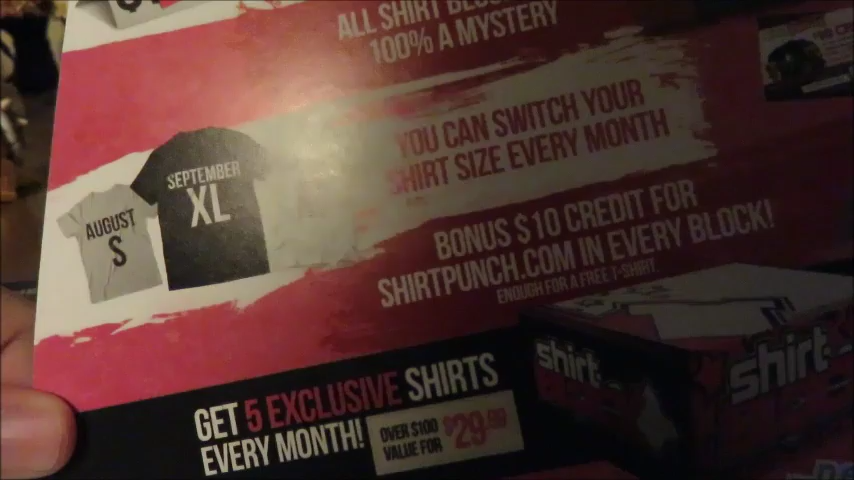 ALL SHIRT
100% A MYSTERY
YOU CAN SWITCH YOUR
SHIRT SIZE EVERY MONTH
AUGUST
S
SEPTEMBER
XL
BONUS $10 CREDIT FOR
SHIRTPUNCH.COM IN EVERY BLOCK!
ENOUGH FOR A FREE T-SHIRT.
GET 5 EXCLUSIVE SHIRTS
EVERY MONTH!
OVER $100
VALUE FOR
$29.99
shirt
shirt